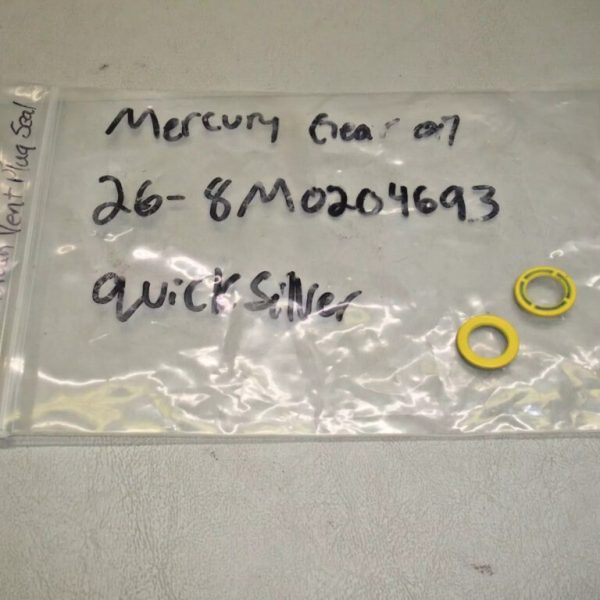 Mercury Gear oil
26-8M0204693
quicksilver
Vent Plug Seal